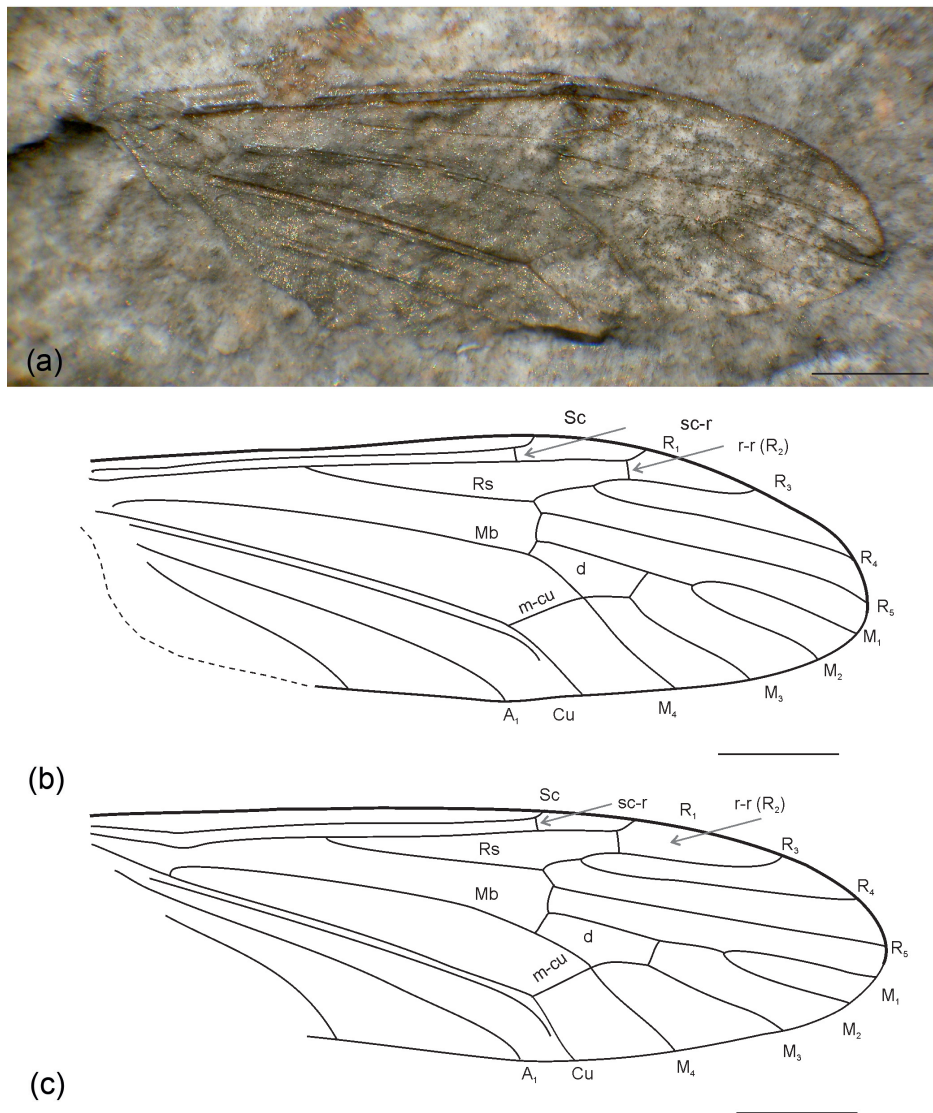 (a)
Sc
sc-r
R₁
r-r (R₂)
R₃
Rs
Mb
d
R₄
m-cu
R₅
M₁
M₂
M₃
M₄
A₁ Cu
(b)
Sc
sc-r
R₁
r-r (R₂)
Rs
R₃
R₄
Mb
d
R₅
m-cu
M₁
M₂
M₃
M₄
A₁ Cu
(c)